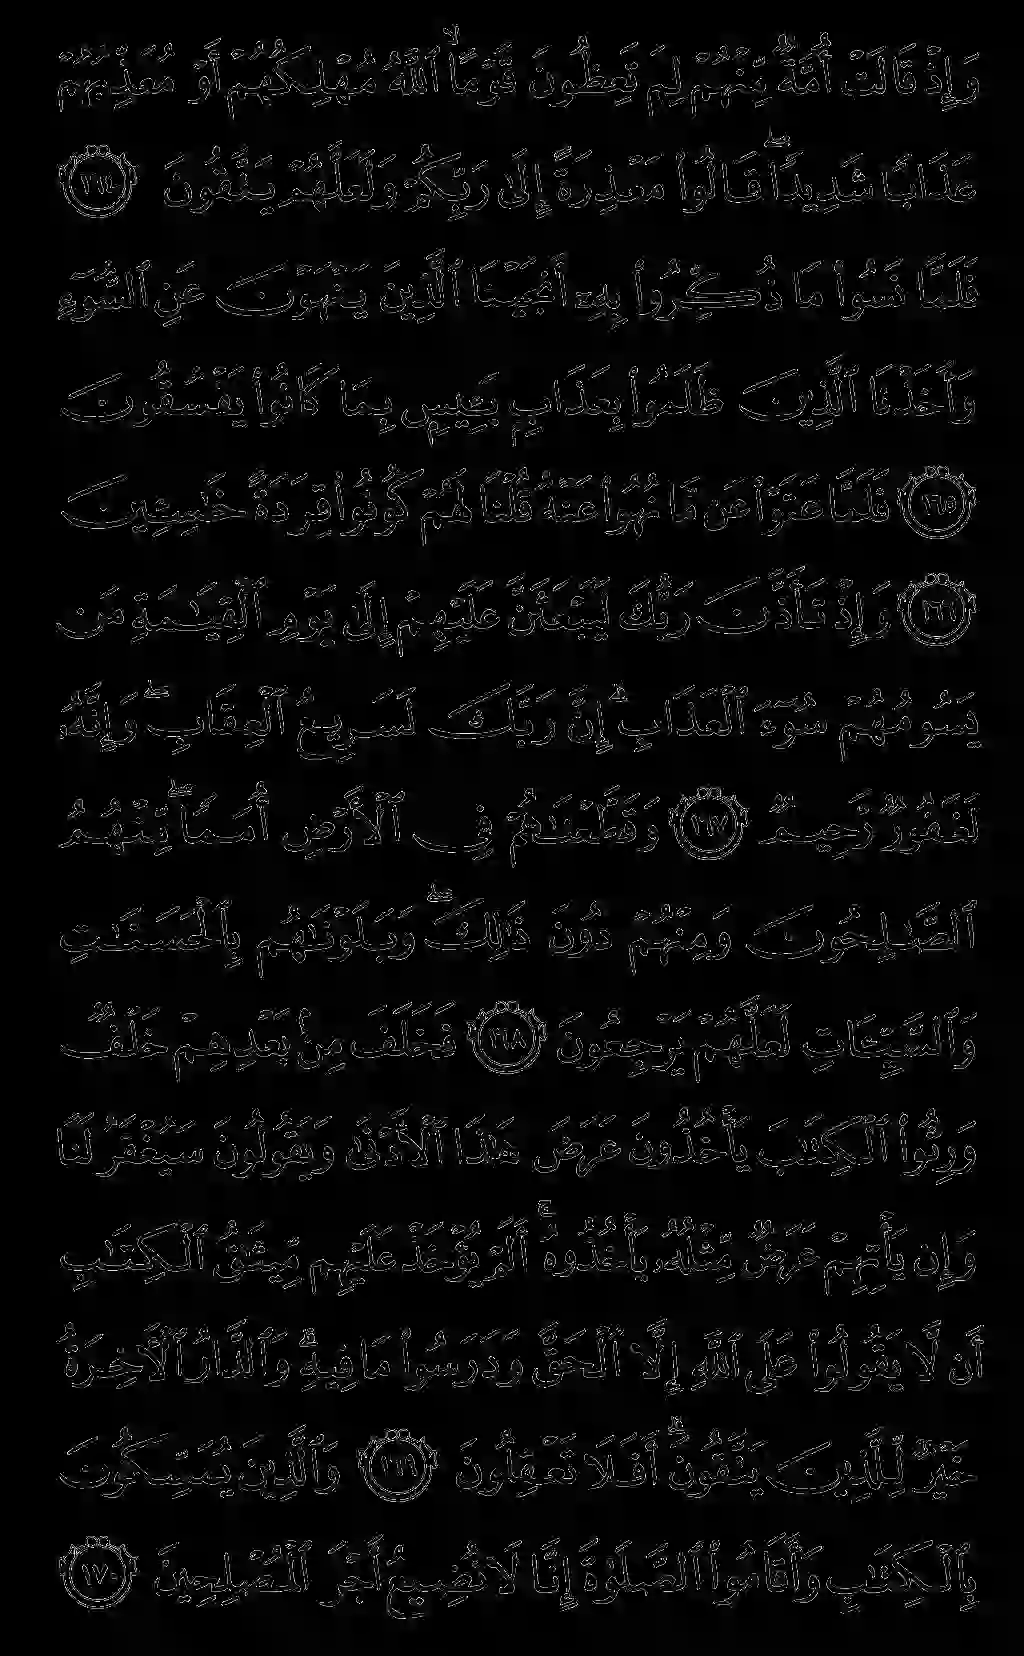 وَإِذْ قَالَتْ أُمَّةٌ مِّنْهُمْ لِمَ تَعِظُونَ قَوْمًا ۙ ٱللَّهُ مُهْلِكُهُمْ أَوْ مُعَذِّبُهُمْ
عَذَابًا شَدِيدًا ۖ قَالُوا۟ مَعْذِرَةً إِلَىٰ رَبِّكُمْ وَلَعَلَّهُمْ يَتَّقُونَ ١٦٤
فَلَمَّا نَسُوا۟ مَا ذُكِّرُوا۟ بِهِۦٓ أَنجَيْنَا ٱلَّذِينَ يَنْهَوْنَ عَنِ ٱلسُّوٓءِ
وَأَخَذْنَا ٱلَّذِينَ ظَلَمُوا۟ بِعَذَابٍۭ بَـِٔيسٍۭ بِمَا كَانُوا۟ يَفْسُقُونَ
١٦٥ فَلَمَّا عَتَوْا۟ عَن مَّا نُهُوا۟ عَنْهُ قُلْنَا لَهُمْ كُونُوا۟ قِرَدَةً خَـٰسِـِٔينَ
١٦٦ وَإِذْ تَأَذَّنَ رَبُّكَ لَيَبْعَثَنَّ عَلَيْهِمْ إِلَىٰ يَوْمِ ٱلْقِيَـٰمَةِ مَن
يَسُومُهُمْ سُوٓءَ ٱلْعَذَابِ ۗ إِنَّ رَبَّكَ لَسَرِيعُ ٱلْعِقَابِ ۖ وَإِنَّهُۥ
لَغَفُورٌ رَّحِيمٌ ١٦٧ وَقَطَّعْنَـٰهُمْ فِى ٱلْأَرْضِ أُمَمًا ۖ مِّنْهُمُ
ٱلصَّـٰلِحُونَ وَمِنْهُمْ دُونَ ذَٰلِكَ ۖ وَبَلَوْنَـٰهُم بِٱلْحَسَنَـٰتِ
وَٱلسَّيِّـَٔاتِ لَعَلَّهُمْ يَرْجِعُونَ ١٦٨ فَخَلَفَ مِنۢ بَعْدِهِمْ خَلْفٌ
وَرِثُوا۟ ٱلْكِتَـٰبَ يَأْخُذُونَ عَرَضَ هَـٰذَا ٱلْأَدْنَىٰ وَيَقُولُونَ سَيُغْفَرُ لَنَا
وَإِن يَأْتِهِمْ عَرَضٌ مِّثْلُهُۥ يَأْخُذُوهُ ۚ أَلَمْ يُؤْخَذْ عَلَيْهِم مِّيثَـٰقُ ٱلْكِتَـٰبِ
أَن لَّا يَقُولُوا۟ عَلَى ٱللَّهِ إِلَّا ٱلْحَقَّ وَدَرَسُوا۟ مَا فِيهِ ۗ وَٱلدَّارُ ٱلْـَٔاخِرَةُ
خَيْرٌ لِّلَّذِينَ يَتَّقُونَ ۗ أَفَلَا تَعْقِلُونَ ١٦٩ وَٱلَّذِينَ يُمَسِّكُونَ
بِٱلْكِتَـٰبِ وَأَقَامُوا۟ ٱلصَّلَوٰةَ إِنَّا لَا نُضِيعُ أَجْرَ ٱلْمُصْلِحِينَ ١٧٠